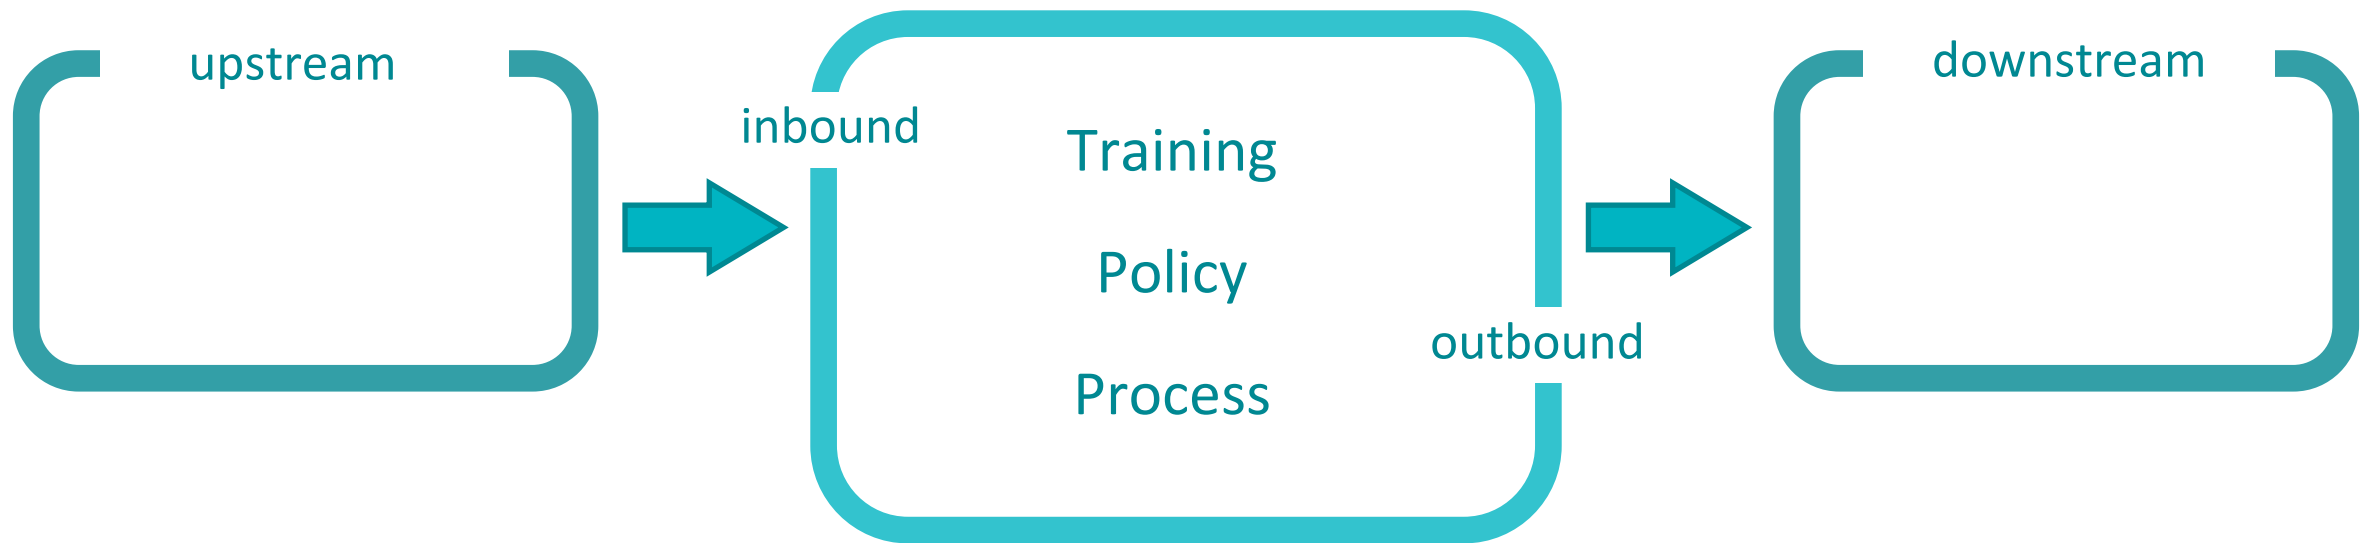 upstream
inbound
Training
Policy
Process
outbound
downstream